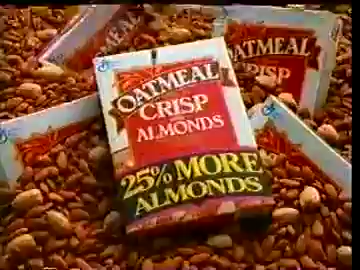 OATMEAL
CRISP
WITH
ALMONDS
25% MORE
ALMONDS
OATMEAL
CRISP